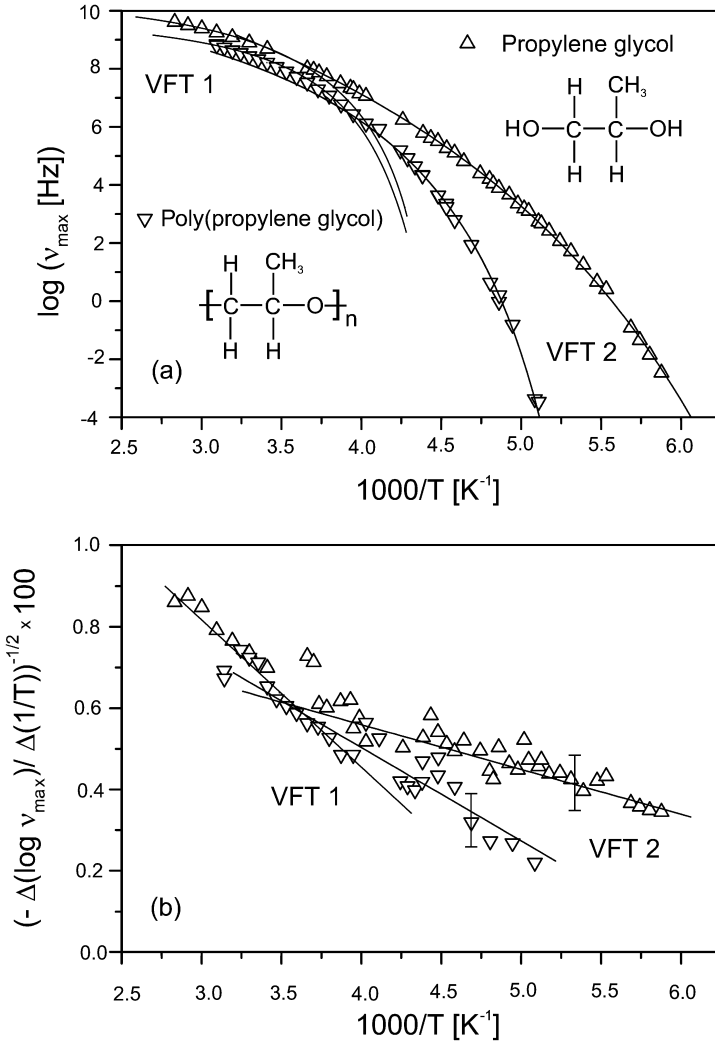 10
8
6
4
2
0
-2
-4
log (ν_max [Hz])
VFT 1
△ Propylene glycol
H CH₃
HO C C OH
H H
▽ Poly(propylene glycol)
H CH₃
[ C C O ]n
H H
(a)
VFT 2
2.5 3.0 3.5 4.0 4.5 5.0 5.5 6.0
1000/T [K⁻¹]
1.0
0.8
0.6
0.4
0.2
0.0
(- Δ(log ν_max)/ Δ(1/T))⁻¹/² x 100
VFT 1
VFT 2
(b)
2.5 3.0 3.5 4.0 4.5 5.0 5.5 6.0
1000/T [K⁻¹]